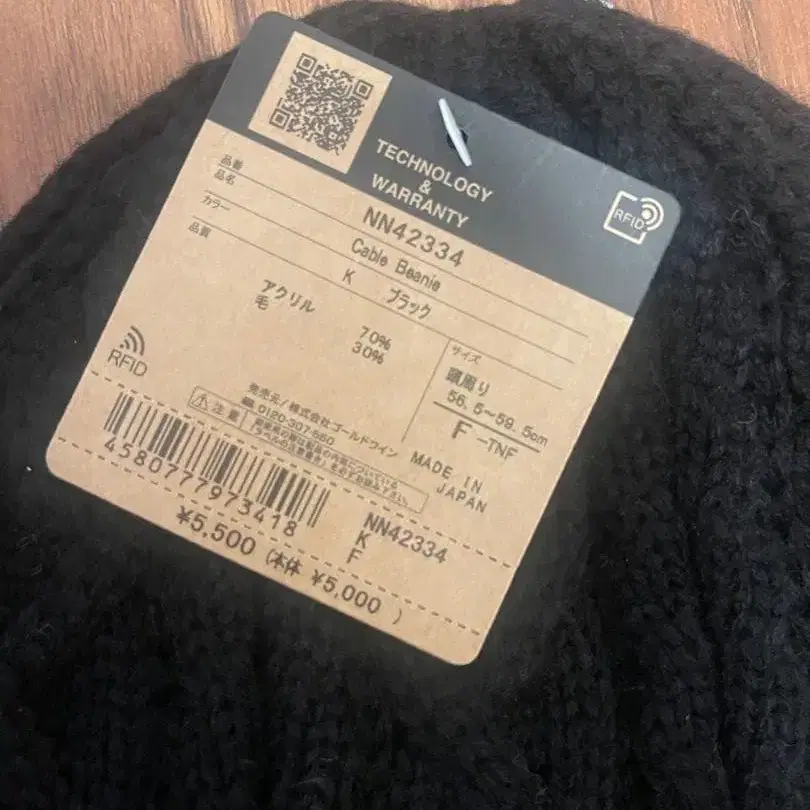 TECHNOLOGY
&
WARRANTY
RFID
品番 NN42334
品名 Cable Beanie
カラー K ブラック
品質
アクリル 70%
毛 30%
サイズ
頭周り
56.5～59.5cm
F -TNF
RFID
発売元/株式会社ゴールドウイン
☎0120-307-560
注意
MADE IN
JAPAN
4580777973418
NN42334
K
F
¥5,500 (本体 ¥5,000 )